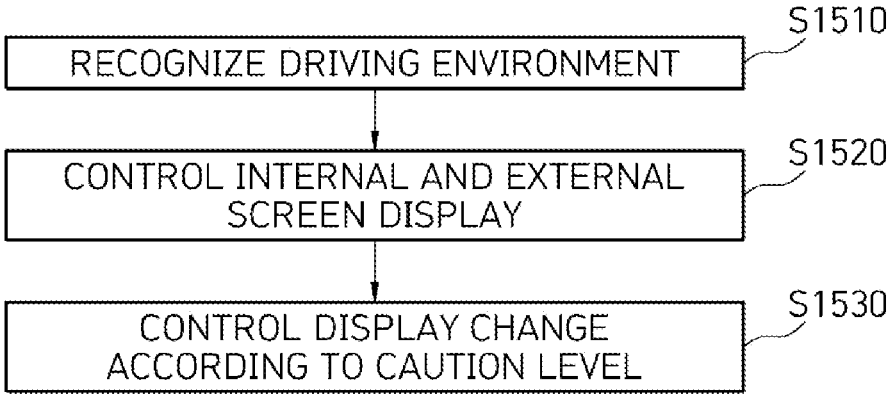 S1510
RECOGNIZE DRIVING ENVIRONMENT
S1520
CONTROL INTERNAL AND EXTERNAL
SCREEN DISPLAY
S1530
CONTROL DISPLAY CHANGE
ACCORDING TO CAUTION LEVEL